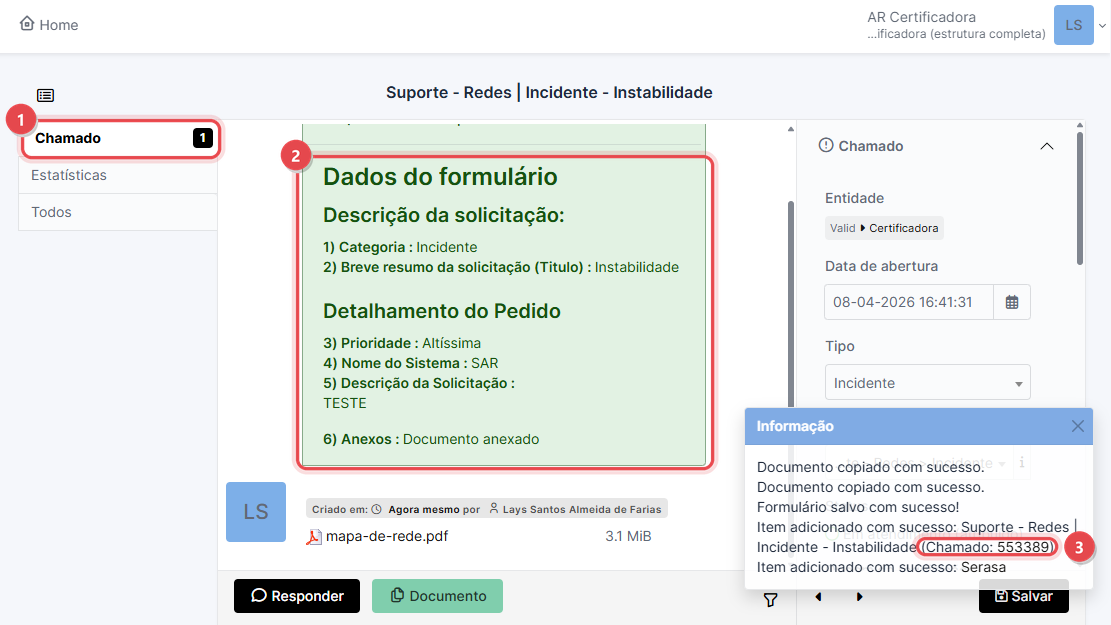 Home
AR Certificadora
...ificadora (estrutura completa)
LS
Suporte - Redes | Incidente - Instabilidade
1
Chamado 1
Estatísticas
Todos
2
Dados do formulário
Descrição da solicitação:
1) Categoria : Incidente
2) Breve resumo da solicitação (Titulo) : Instabilidade
Detalhamento do Pedido
3) Prioridade : Altíssima
4) Nome do Sistema : SAR
5) Descrição da Solicitação :
TESTE
6) Anexos : Documento anexado
LS
Criado em: Agora mesmo por Lays Santos Almeida de Farias
mapa-de-rede.pdf 3.1 MiB
Responder
Documento
Chamado
Entidade
Valid Certificadora
Data de abertura
08-04-2026 16:41:31
Tipo
Incidente
Informação
Documento copiado com sucesso.
Documento copiado com sucesso.
Formulário salvo com sucesso!
Item adicionado com sucesso: Suporte - Redes |
Incidente - Instabilidade (Chamado: 553389)
3
Item adicionado com sucesso: Serasa
Salvar